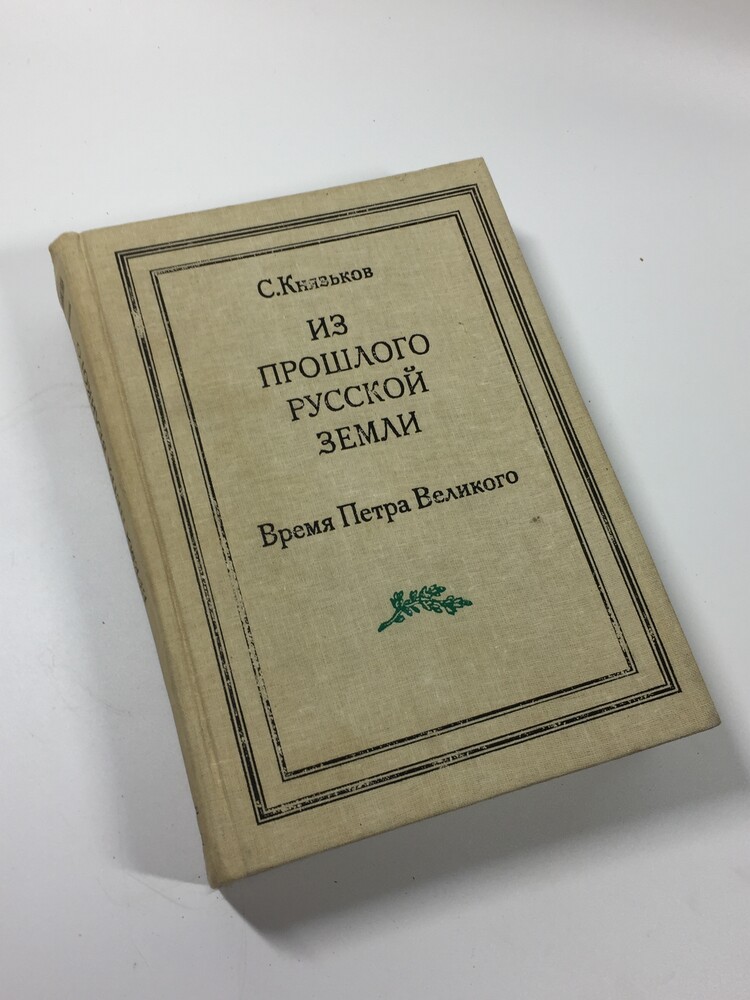 С.Князьков
ИЗ
ПРОШЛОГО
РУССКОЙ
ЗЕМЛИ
Время Петра Великого